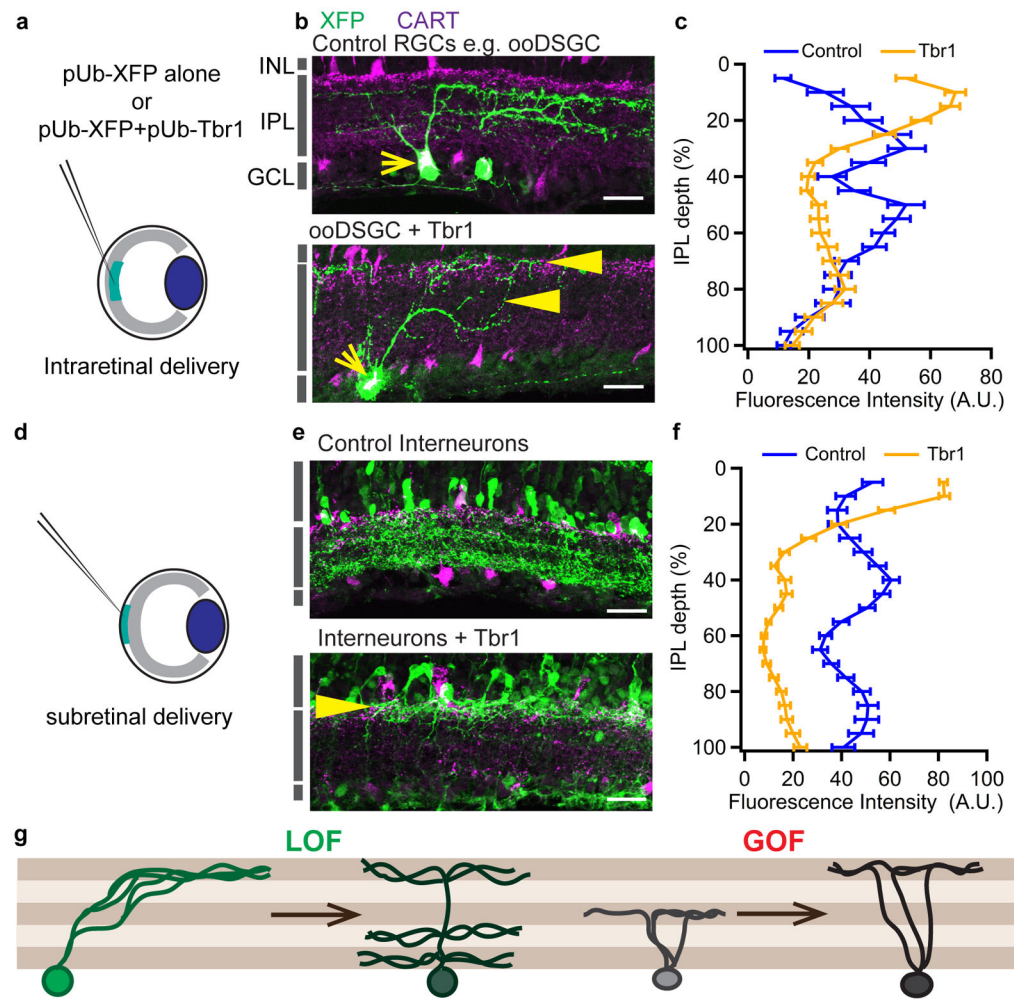 a
pUb-XFP alone
or
pUb-XFP+pUb-Tbr1
Intraretinal delivery
b
XFP CART
Control RGCs e.g. ooDSGC
INL
IPL
GCL
ooDSGC + Tbr1
c
Control Tbr1
0
20
40
60
80
100
IPL depth (%)
0 20 40 60 80
Fluorescence Intensity (A.U.)
d
subretinal delivery
e
Control Interneurons
Interneurons + Tbr1
f
Control Tbr1
0
20
40
60
80
100
IPL depth (%)
0 20 40 60 80 100
Fluorescence Intensity (A.U.)
g
LOF GOF